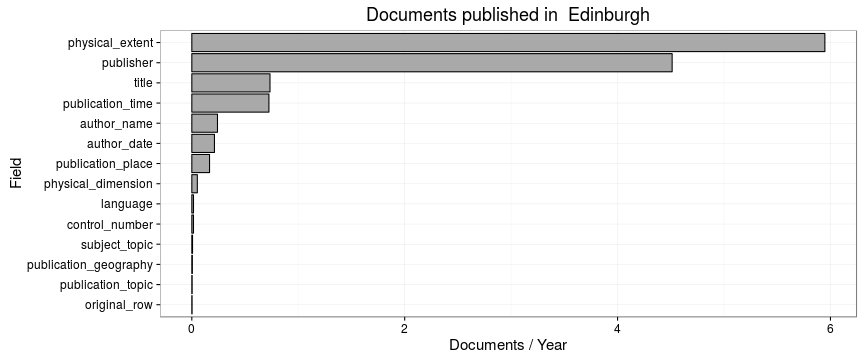 Documents published in  Edinburgh
Field
physical_extent
publisher
title
publication_time
author_name
author_date
publication_place
physical_dimension
language
control_number
subject_topic
publication_geography
publication_topic
original_row
0 2 4 6
Documents / Year